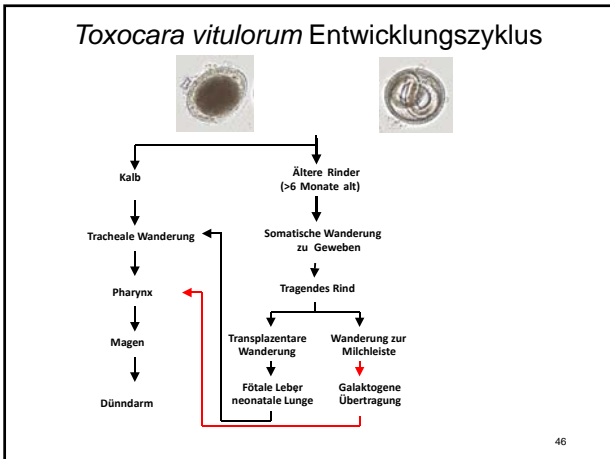 Toxocara vitulorum Entwicklungszyklus
Kalb
Ältere Rinder
(>6 Monate alt)
Tracheale Wanderung
Somatische Wanderung
zu Geweben
Pharynx
Tragendes Rind
Magen
Transplazentare
Wanderung
Wanderung zur
Milchleiste
Dünndarm
Fötale Leber
neonatale Lunge
Galaktogene
Übertragung
46